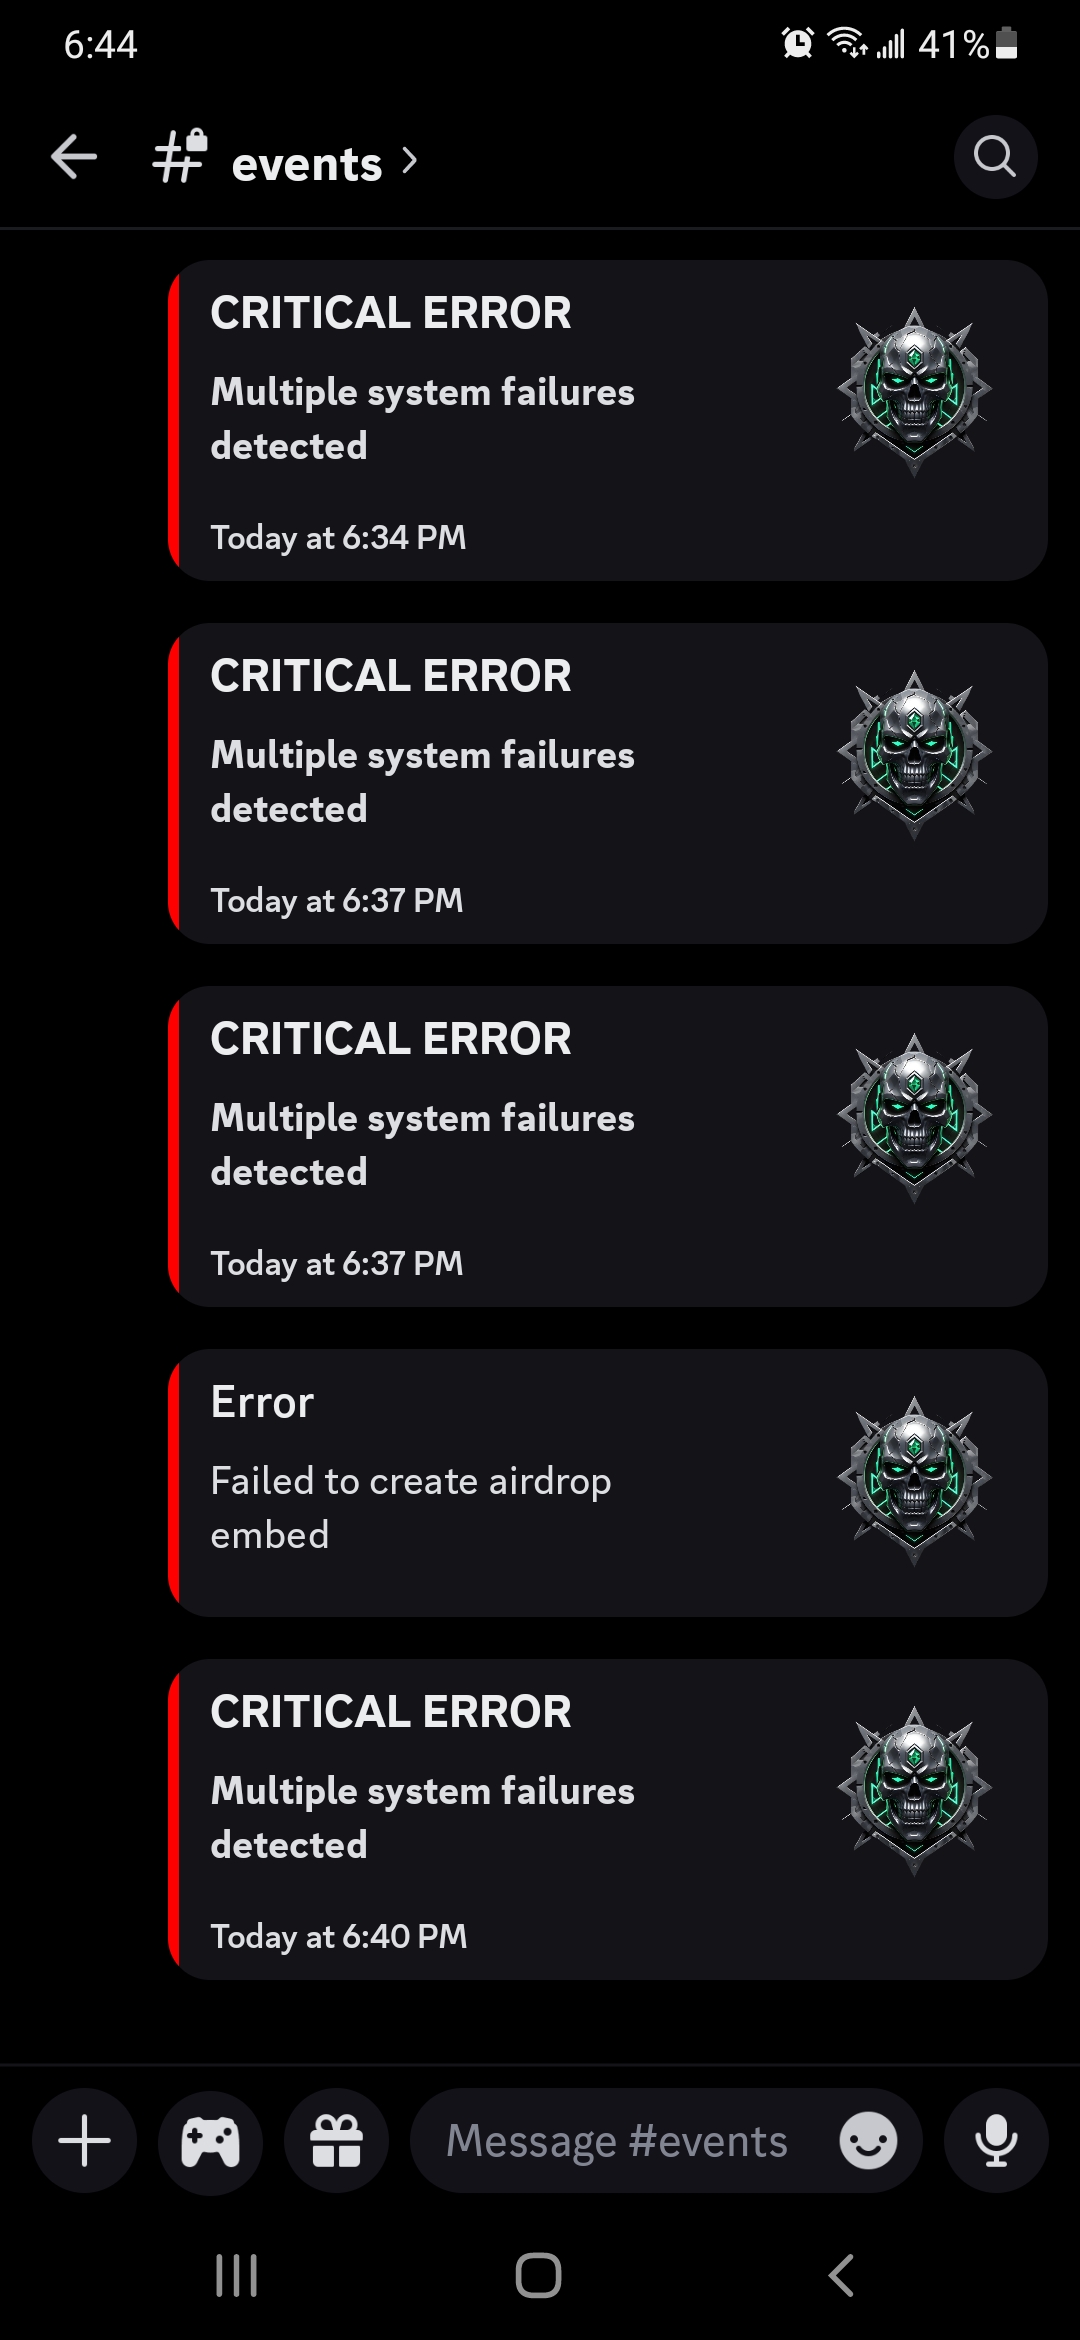 6:44
41%
events
CRITICAL ERROR
Multiple system failures
detected
Today at 6:34 PM
CRITICAL ERROR
Multiple system failures
detected
Today at 6:37 PM
CRITICAL ERROR
Multiple system failures
detected
Today at 6:37 PM
Error
Failed to create airdrop
embed
CRITICAL ERROR
Multiple system failures
detected
Today at 6:40 PM
Message #events